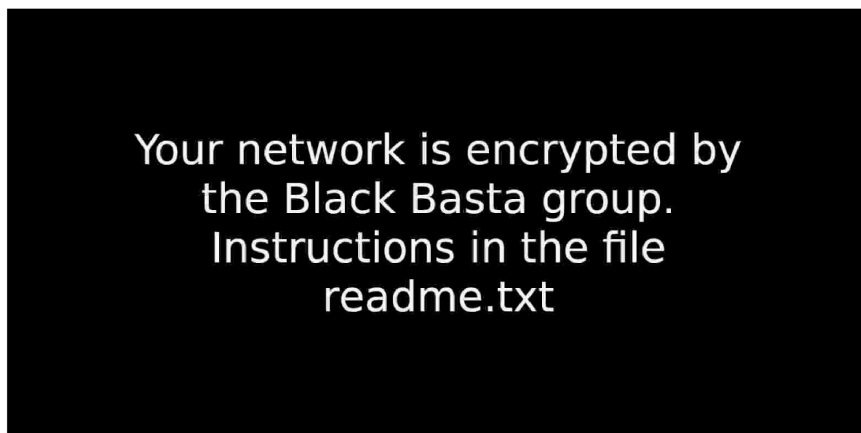 Your network is encrypted by
the Black Basta group.
Instructions in the file
readme.txt